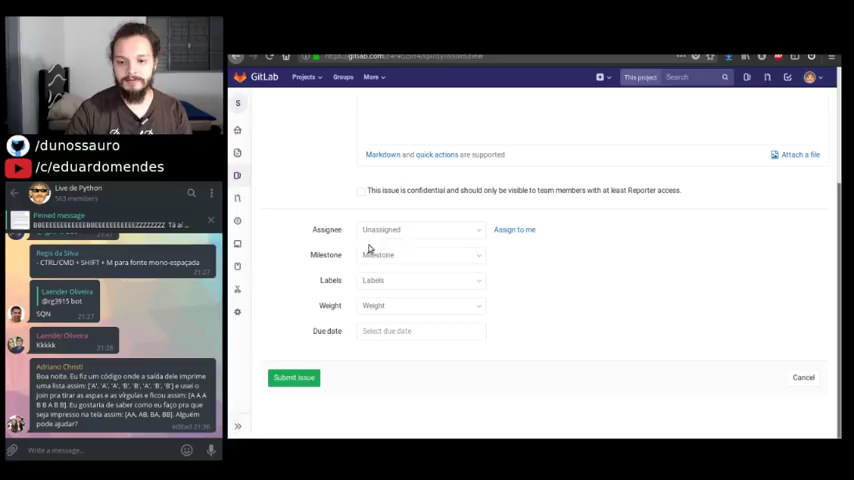 /dunossauro
/c/eduardomendes
Live de Python
563 members
Pinned message
BBEEEEEEEEEEBBEEEEEEEEEEEZZZZZZZ Tá aí ...
Regis da Silva
- CTRL/CMD + SHIFT + M para fonte mono-espaçada
21:27
Laender Oliveira
@rg3915 bot
SQN
21:27
Laender Oliveira
Kkkkk
21:28
Adriano Christi
Boa noite. Eu fiz um código onde a saída dele imprime
uma lista assim: ['A', 'A', 'A', 'B', 'B', 'A', 'B', 'B'] e usei o
join pra tirar as aspas e as vírgulas e ficou assim: [A A A
B B A B B]. Eu gostaria de saber como eu faço pra que
seja impresso na tela assim: [AA, AB, BA, BB]. Alguém
pode ajudar?
edited 21:36
Write a message...
GitLab
Projects
Groups
More
This project
Search
S
Markdown and quick actions are supported
Attach a file
This issue is confidential and should only be visible to team members with at least Reporter access.
Assignee
Unassigned
Assign to me
Milestone
Milestone
Labels
Labels
Weight
Weight
Due date
Select due date
Submit issue
Cancel